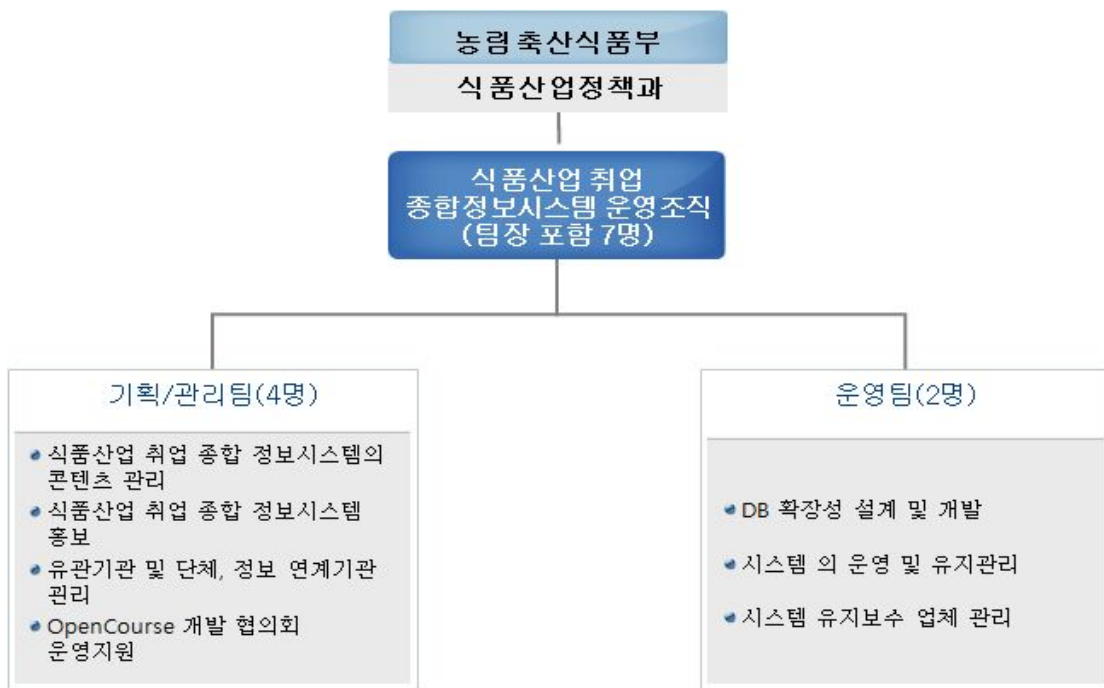 농림축산식품부
식품산업정책과
식품산업 취업
종합정보시스템 운영조직
(팀장 포함 7명)
기획/관리팀(4명)
식품산업 취업 종합 정보시스템의
콘텐츠 관리
식품산업 취업 종합 정보시스템
홍보
유관기관 및 단체, 정보 연계기관
관리
OpenCourse 개발 협의회
운영지원
운영팀(2명)
DB 확장성 설계 및 개발
시스템 의 운영 및 유지관리
시스템 유지보수 업체 관리